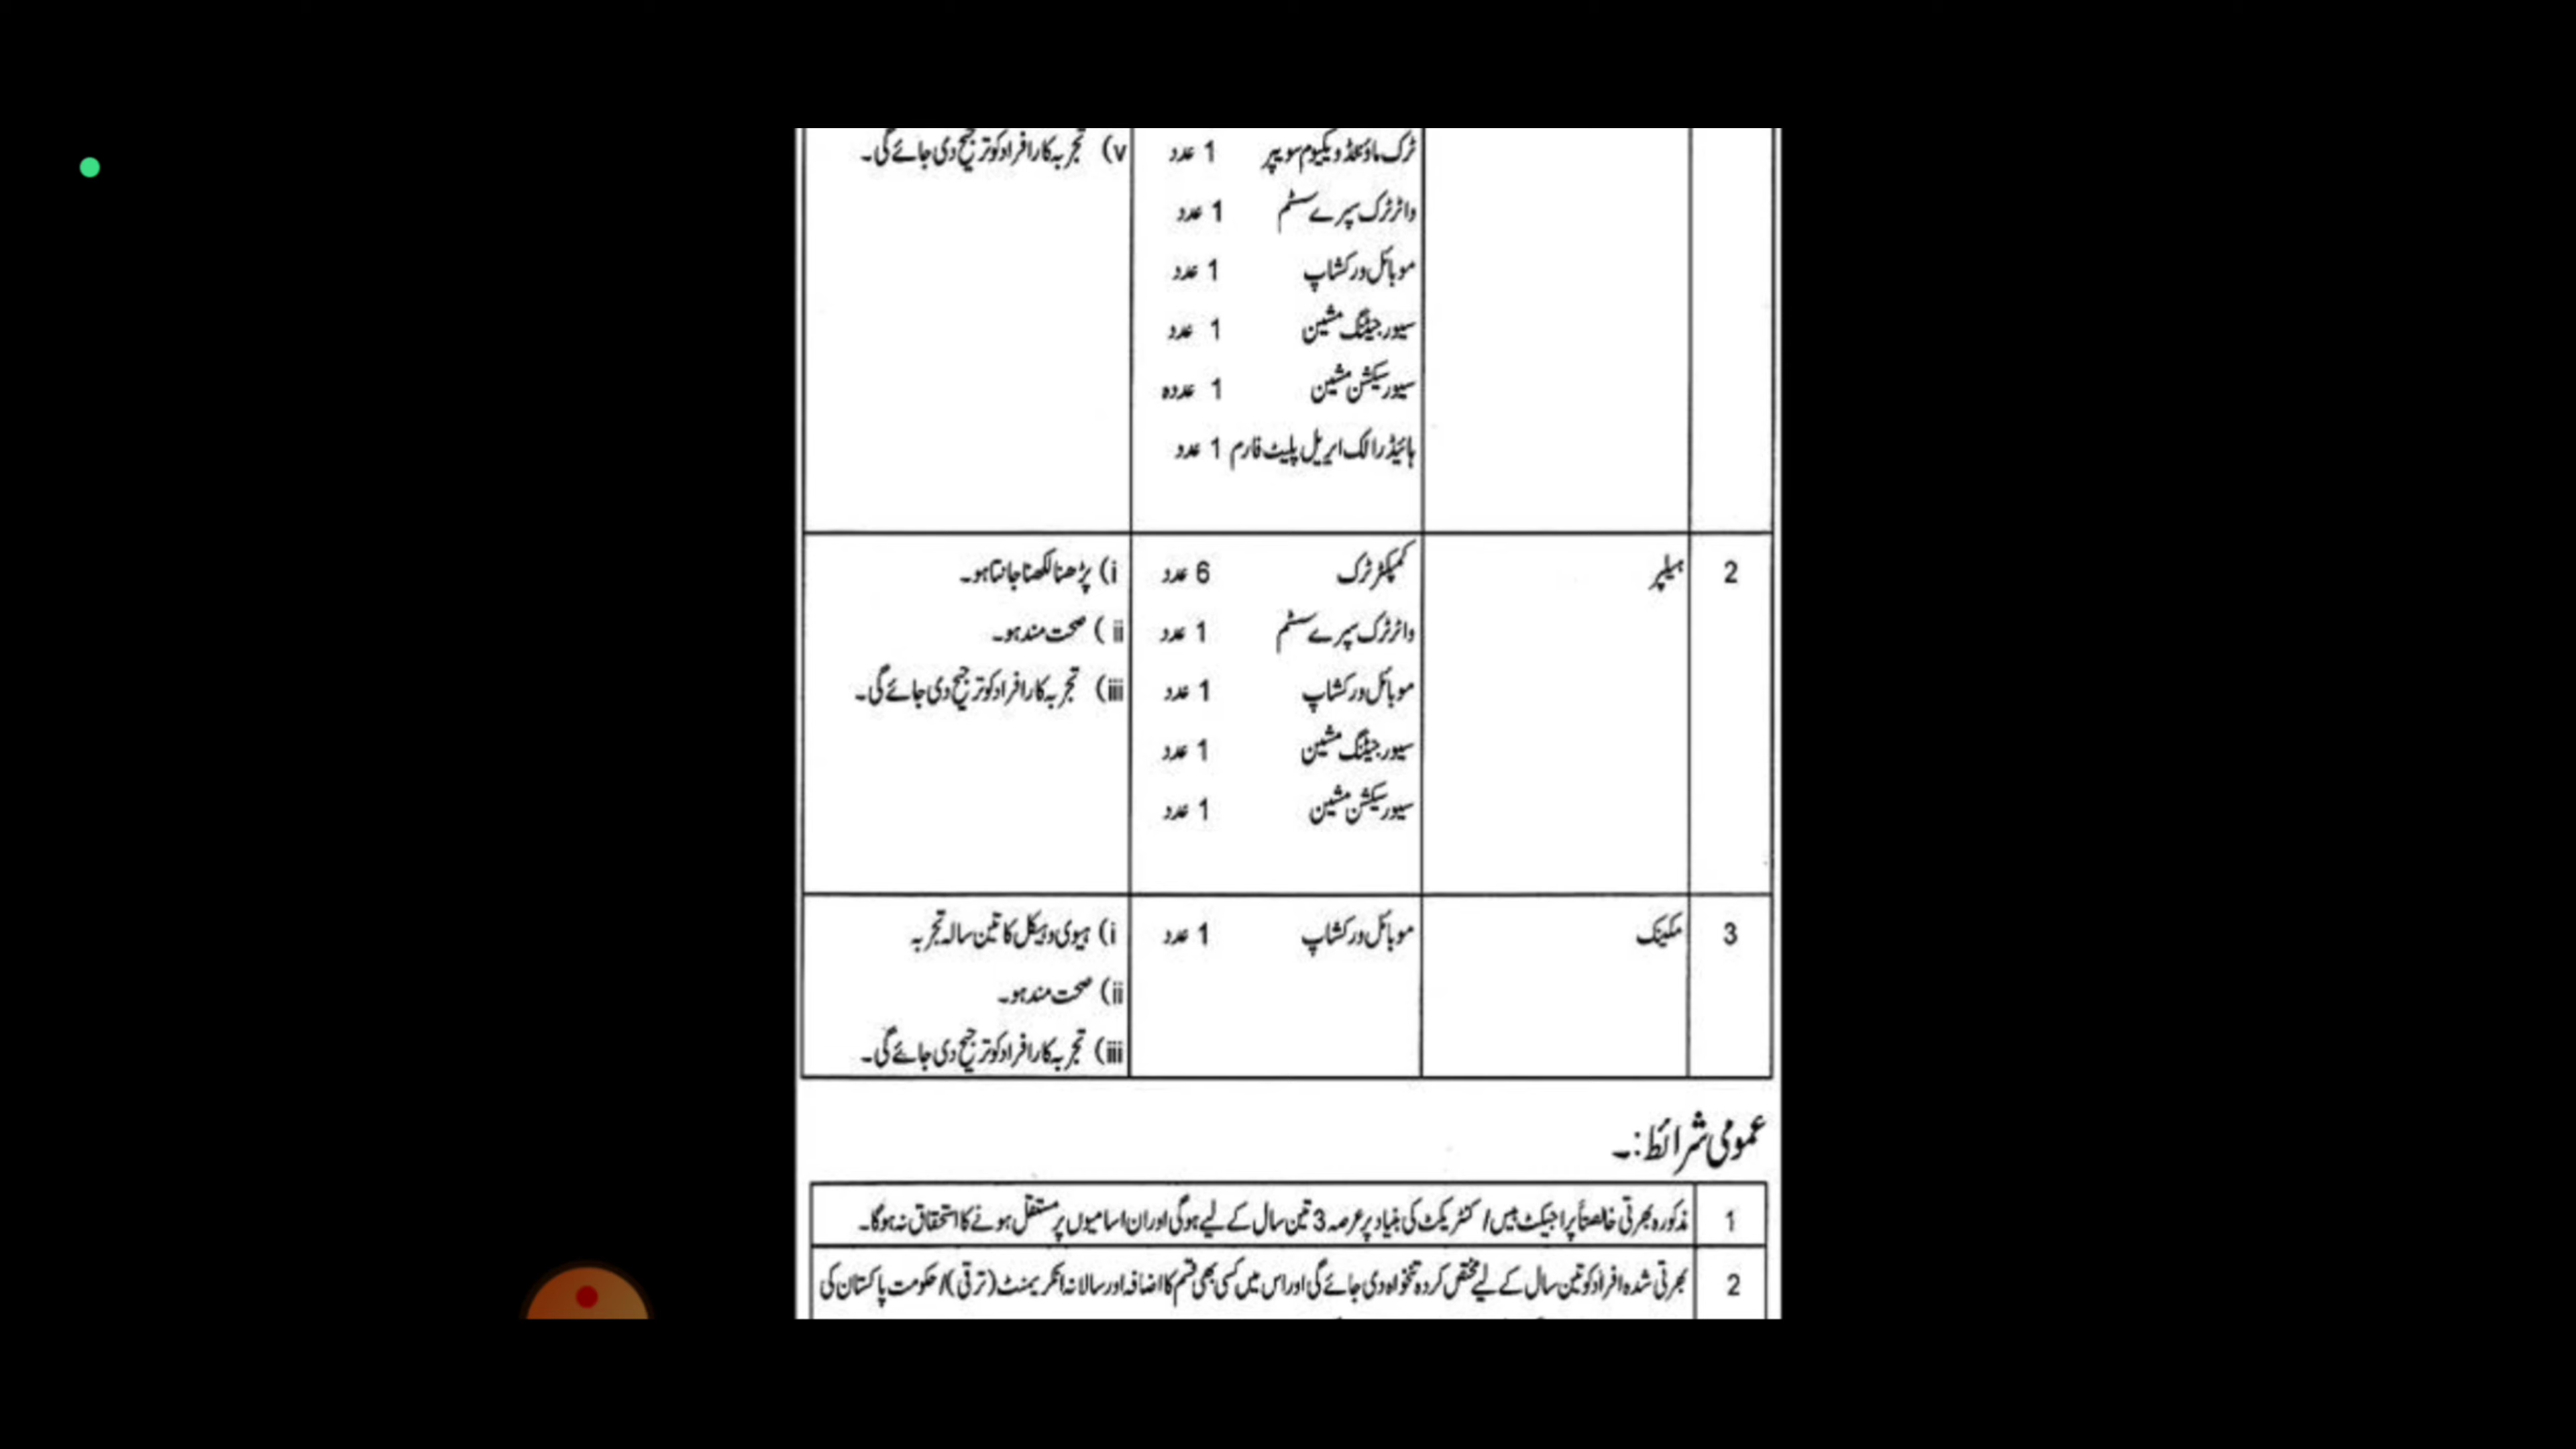 ٹرک ماؤنٹڈ ویکیوم سویپر 1 عدد v) تجربہ کار افراد کو ترجیح دی جائے گی۔
واٹر ٹرک سپرے سسٹم 1 عدد
موبائل ورکشاپ 1 عدد
سیور جیٹنگ مشین 1 عدد
سیور سیکشن مشین 1 عددہ
ہائیڈرالک ایریل پلیٹ فارم 1 عدد
2 ہیلپر کمپکٹر ٹرک 6 عدد i) پڑھنا لکھنا جانتا ہو۔
واٹر ٹرک سپرے سسٹم 1 عدد ii) صحت مند ہو۔
موبائل ورکشاپ 1 عدد iii) تجربہ کار افراد کو ترجیح دی جائے گی۔
سیور جیٹنگ مشین 1 عدد
سیور سیکشن مشین 1 عدد
3 مکینک موبائل ورکشاپ 1 عدد i) ہیوی وہیکل کا تین سالہ تجربہ
ii) صحت مند ہو۔
iii) تجربہ کار افراد کو ترجیح دی جائے گی۔
عمومی شرائط:۔
1 مذکورہ بھرتی خالصتاً پراجیکٹ بیس/ کنٹریکٹ کی بنیاد پر عرصہ 3 تین سال کے لیے ہوگی اور ان اسامیوں پر مستقل ہونے کا استحقاق نہ ہوگا۔
2 بھرتی شدہ افراد کو تین سال کے لیے مختص کردہ تنخواہ دی جائے گی اور اس میں کسی بھی قسم کا اضافہ اور سالانہ انکریمنٹ (ترقی)/ حکومت پاکستان کی